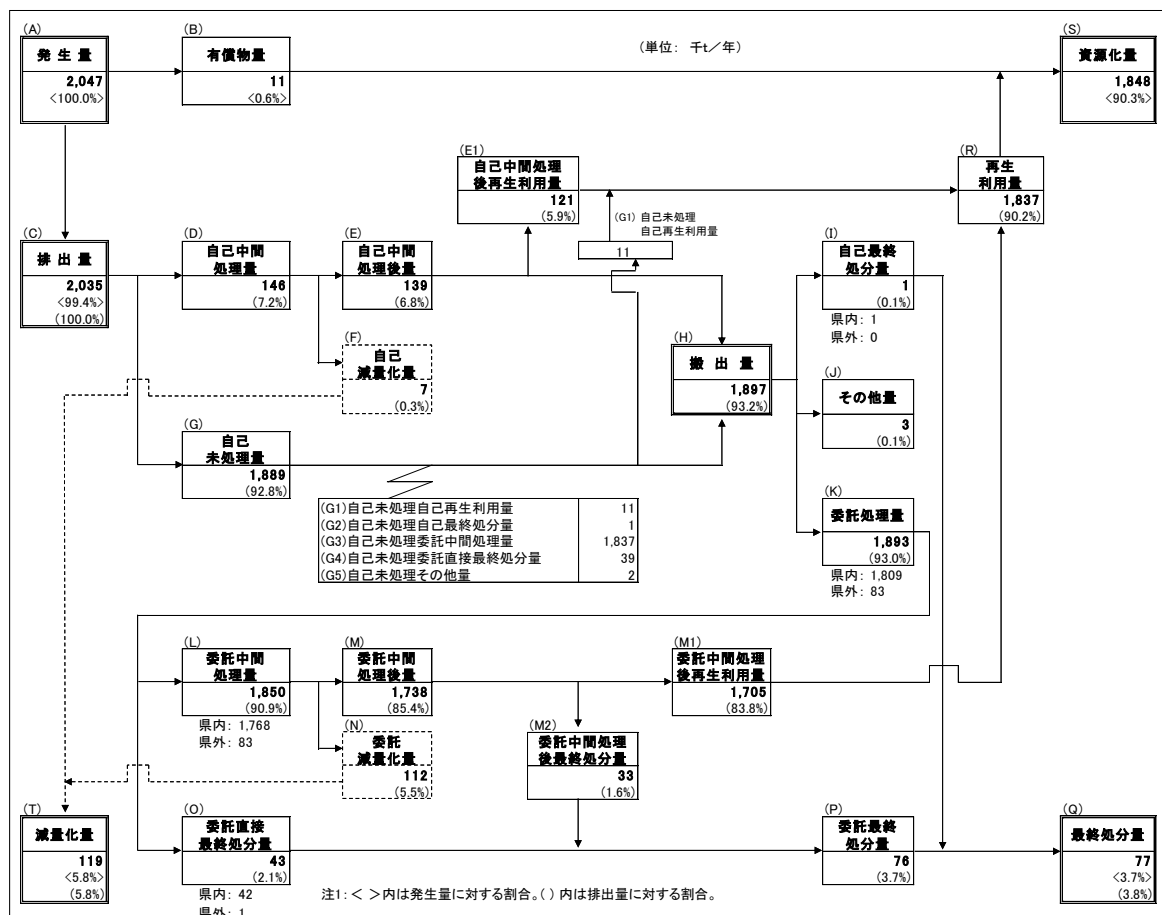 (A)
発 生 量
2,047
<100.0%>
(B)
有償物量
11
<0.6%>
(単位： 千t／年)
(S)
資源化量
1,848
<90.3%>
(E1)
自己中間処理
後再生利用量
121
(5.9%)
(G1) 自己未処理
自己再生利用量
11
(R)
再生
利用量
1,837
(90.2%)
(C)
排 出 量
2,035
<99.4%>
(100.0%)
(D)
自己中間
処理量
146
(7.2%)
(E)
自己中間
処理後量
139
(6.8%)
(F)
自己
減量化量
7
(0.3%)
(I)
自己最終
処分量
1
(0.1%)
県内： 1
県外： 0
(H)
搬 出 量
1,897
(93.2%)
(J)
その他量
3
(0.1%)
(G)
自己
未処理量
1,889
(92.8%)
(G1)自己未処理自己再生利用量 11
(G2)自己未処理自己最終処分量 1
(G3)自己未処理委託中間処理量 1,837
(G4)自己未処理委託直接最終処分量 39
(G5)自己未処理その他量 2
(K)
委託処理量
1,893
(93.0%)
県内： 1,809
県外： 83
(L)
委託中間
処理量
1,850
(90.9%)
県内： 1,768
県外： 83
(M)
委託中間
処理後量
1,738
(85.4%)
(M1)
委託中間処理
後再生利用量
1,705
(83.8%)
(N)
委託
減量化量
112
(5.5%)
(M2)
委託中間処理
後最終処分量
33
(1.6%)
(T)
減量化量
119
<5.8%>
(5.8%)
(O)
委託直接
最終処分量
43
(2.1%)
県内： 42
県外： 1
(P)
委託最終
処分量
76
(3.7%)
(Q)
最終処分量
77
<3.7%>
(3.8%)
注1：＜ ＞内は発生量に対する割合。( ) 内は排出量に対する割合。